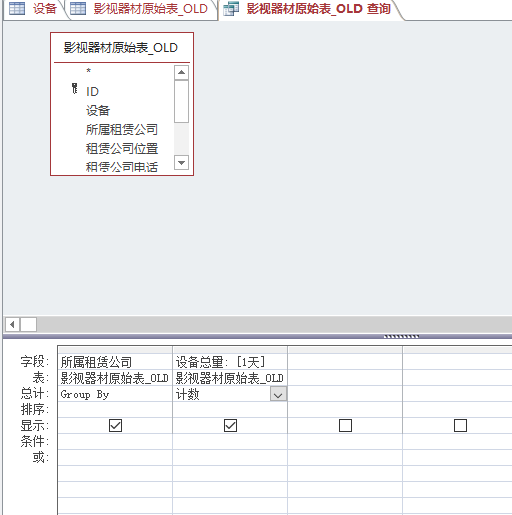 设备
影视器材原始表_OLD
影视器材原始表_OLD 查询
影视器材原始表_OLD
*
ID
设备
所属租赁公司
租赁公司位置
租赁公司电话
字段: 所属租赁公司 设备总量: [1天]
表: 影视器材原始表_OLD 影视器材原始表_OLD
总计: Group By 计数
排序:
显示:
条件:
或: